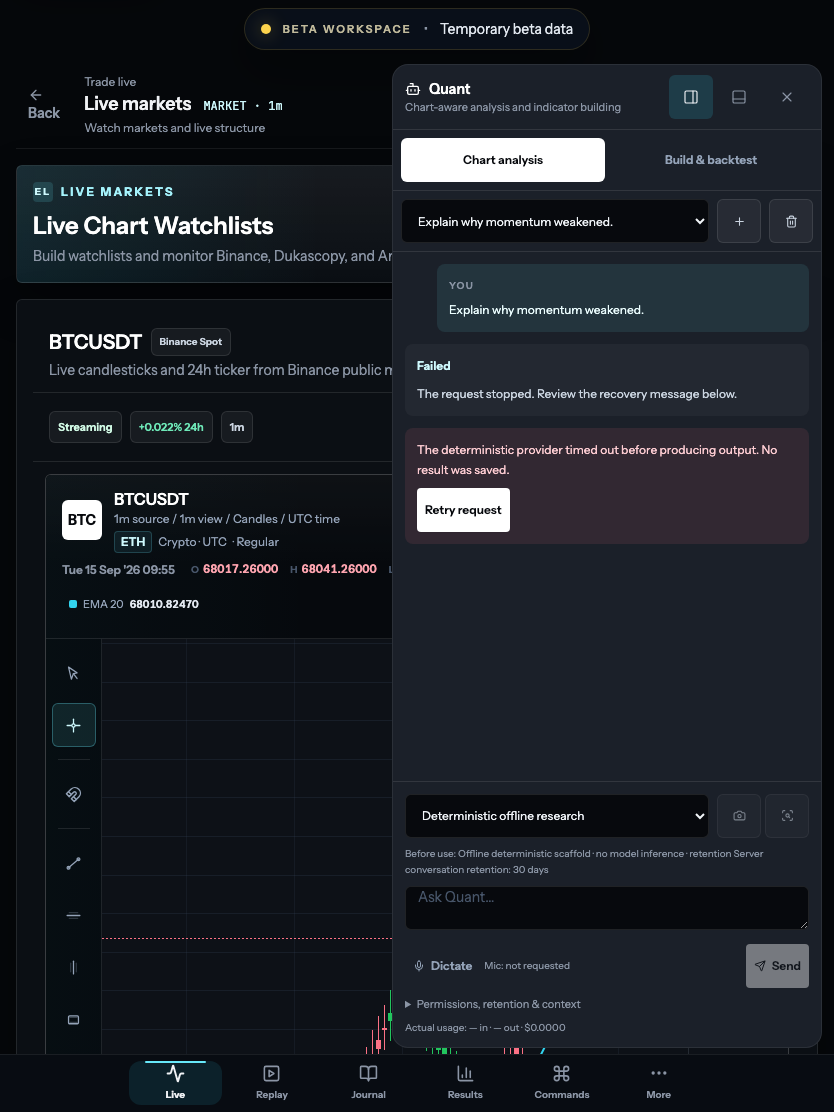 BETA WORKSPACE · Temporary beta data
Back
Trade live
Live markets MARKET · 1m
Watch markets and live structure
EL LIVE MARKETS
Live Chart Watchlists
Build watchlists and monitor Binance, Dukascopy, and
BTCUSDT Binance Spot
Live candlesticks and 24h ticker from Binance public
Streaming +0.022% 24h 1m
BTC
BTCUSDT
1m source / 1m view / Candles / UTC time
ETH Crypto · UTC · Regular
Tue 15 Sep '26 09:55 O 68017.26000 H 68041.26000
EMA 20 68010.82470
Quant
Chart-aware analysis and indicator building
Chart analysis Build & backtest
Explain why momentum weakened.
YOU
Explain why momentum weakened.
Failed
The request stopped. Review the recovery message below.
The deterministic provider timed out before producing output. No
result was saved.
Retry request
Deterministic offline research
Before use: Offline deterministic scaffold · no model inference · retention Server
conversation retention: 30 days
Ask Quant...
Dictate Mic: not requested Send
Permissions, retention & context
Actual usage: — in · — out · $0.0000
Live Replay Journal Results Commands More